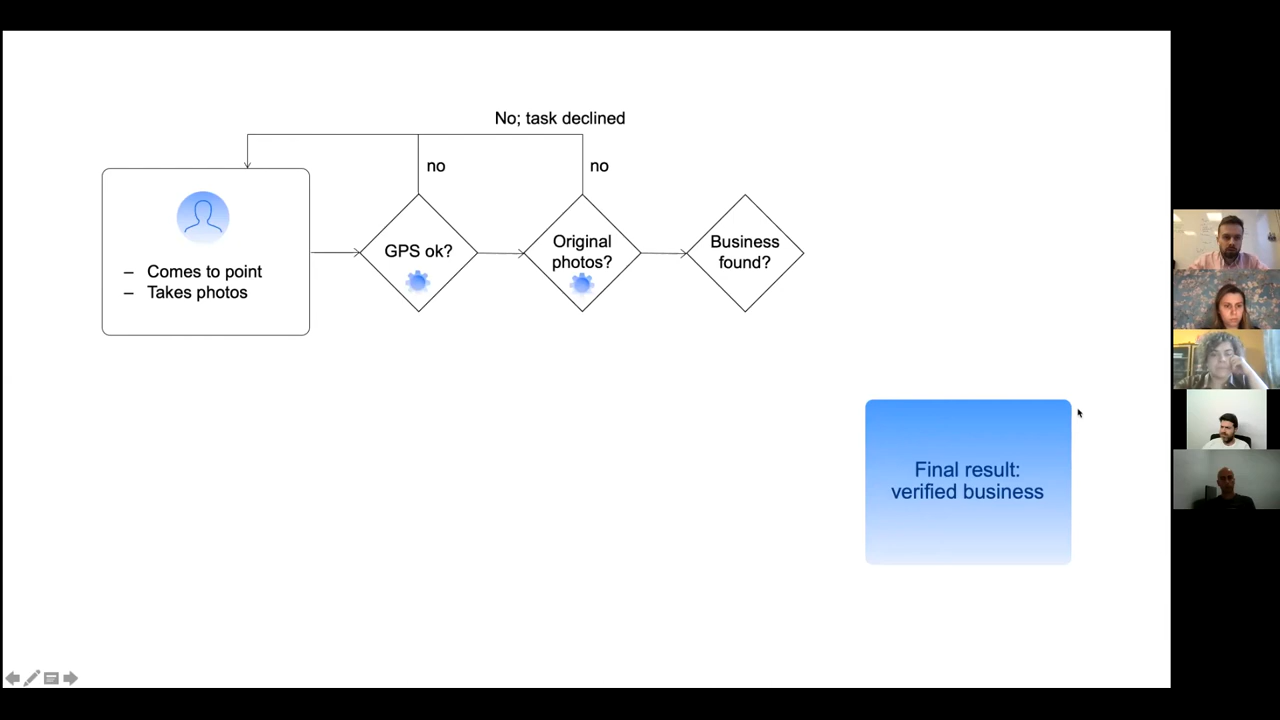 No; task declined
no
no
– Comes to point
– Takes photos
GPS ok?
Original
photos?
Business
found?
Final result:
verified business